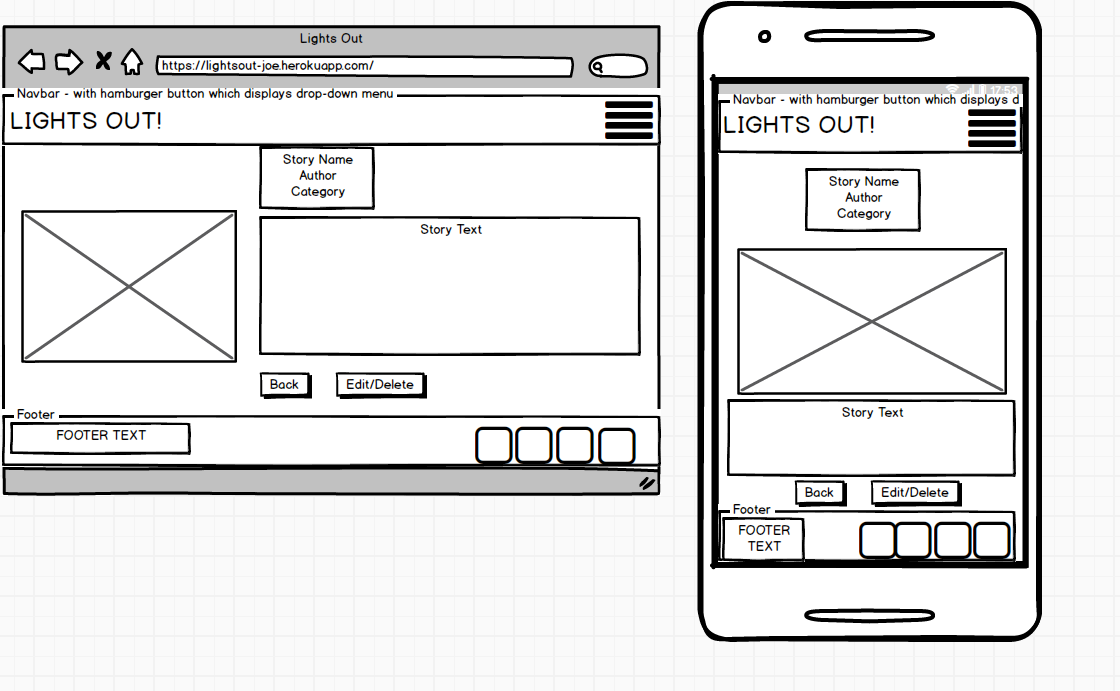 Lights Out
https://lightsout-joe.herokuapp.com/
Navbar - with hamburger button which displays drop-down menu
LIGHTS OUT!
Story Name
Author
Category
Story Text
Back
Edit/Delete
Footer
FOOTER TEXT
17:53
Navbar - with hamburger button which displays d
LIGHTS OUT!
Story Name
Author
Category
Story Text
Back
Edit/Delete
Footer
FOOTER
TEXT